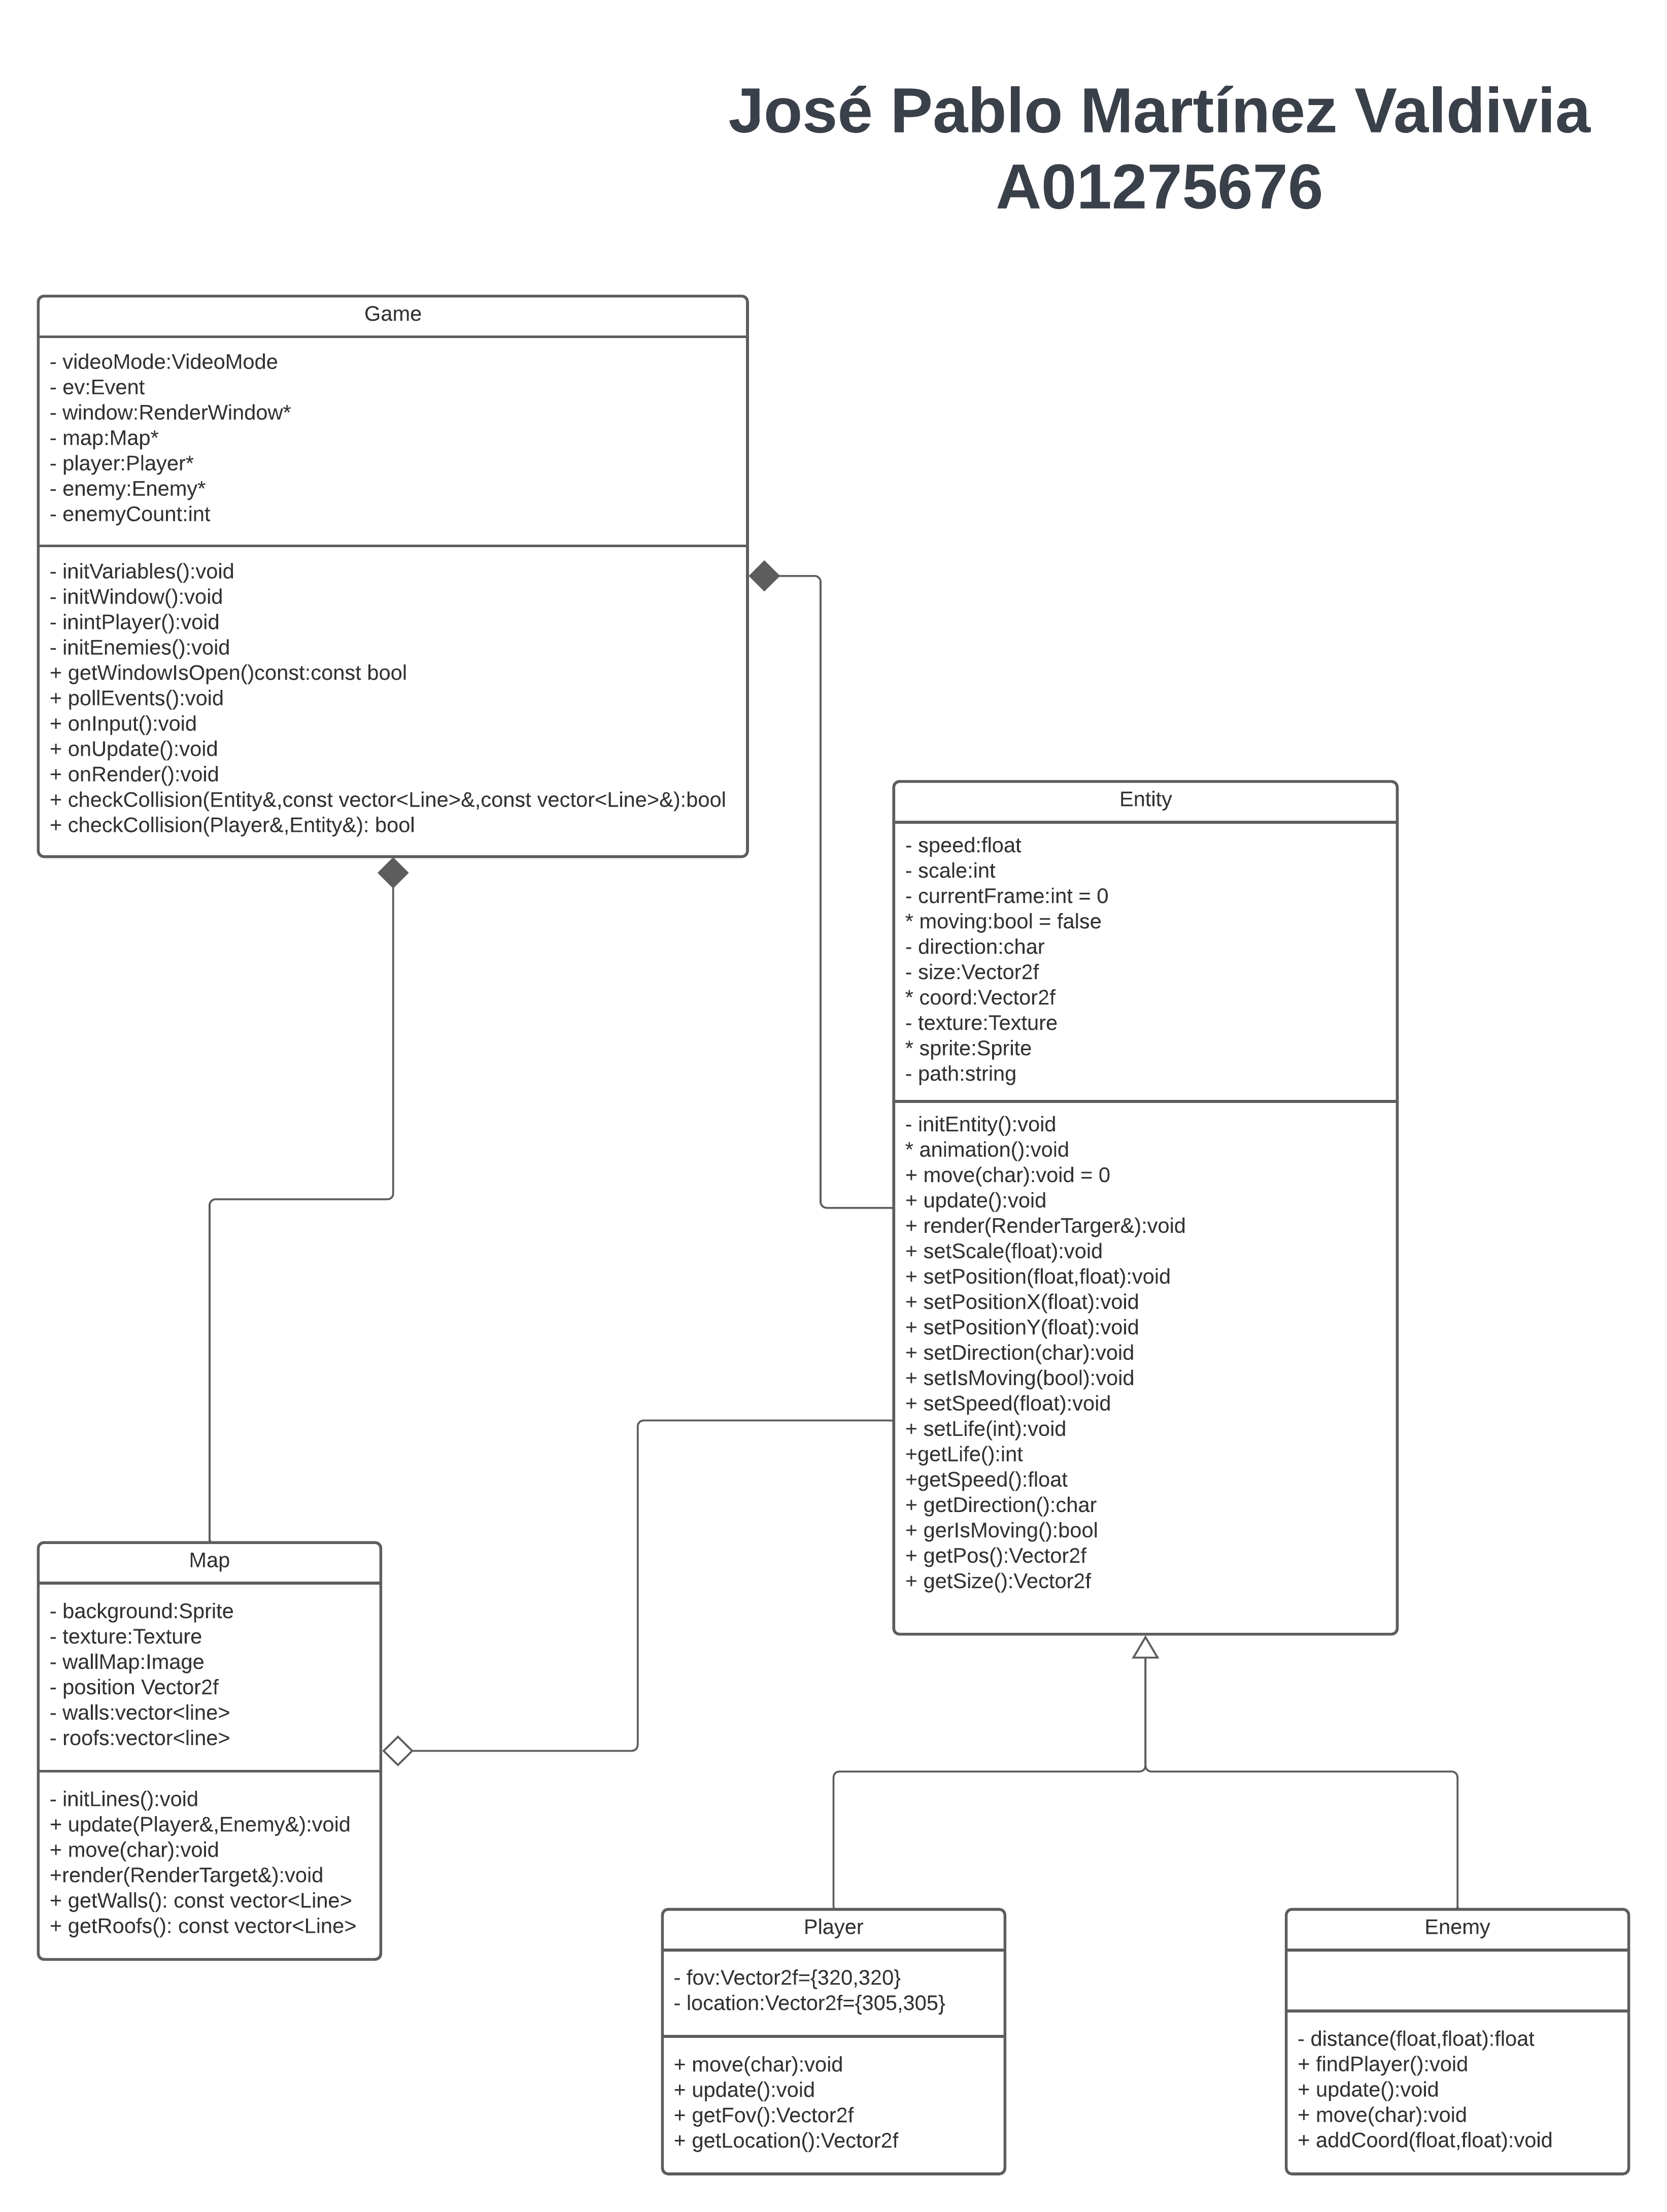 José Pablo Martínez Valdivia
A01275676
Game
- videoMode:VideoMode
- ev:Event
- window:RenderWindow*
- map:Map*
- player:Player*
- enemy:Enemy*
- enemyCount:int
- initVariables():void
- initWindow():void
- inintPlayer():void
- initEnemies():void
+ getWindowIsOpen()const:const bool
+ pollEvents():void
+ onInput():void
+ onUpdate():void
+ onRender():void
+ checkCollision(Entity&,const vector<Line>&,const vector<Line>&):bool
+ checkCollision(Player&,Entity&): bool
Entity
- speed:float
- scale:int
- currentFrame:int = 0
* moving:bool = false
- direction:char
- size:Vector2f
* coord:Vector2f
- texture:Texture
* sprite:Sprite
- path:string
- initEntity():void
* animation():void
+ move(char):void = 0
+ update():void
+ render(RenderTarger&):void
+ setScale(float):void
+ setPosition(float,float):void
+ setPositionX(float):void
+ setPositionY(float):void
+ setDirection(char):void
+ setIsMoving(bool):void
+ setSpeed(float):void
+ setLife(int):void
+getLife():int
+getSpeed():float
+ getDirection():char
+ gerIsMoving():bool
+ getPos():Vector2f
+ getSize():Vector2f
Map
- background:Sprite
- texture:Texture
- wallMap:Image
- position Vector2f
- walls:vector<line>
- roofs:vector<line>
- initLines():void
+ update(Player&,Enemy&):void
+ move(char):void
+render(RenderTarget&):void
+ getWalls(): const vector<Line>
+ getRoofs(): const vector<Line>
Player
- fov:Vector2f={320,320}
- location:Vector2f={305,305}
+ move(char):void
+ update():void
+ getFov():Vector2f
+ getLocation():Vector2f
Enemy
- distance(float,float):float
+ findPlayer():void
+ update():void
+ move(char):void
+ addCoord(float,float):void